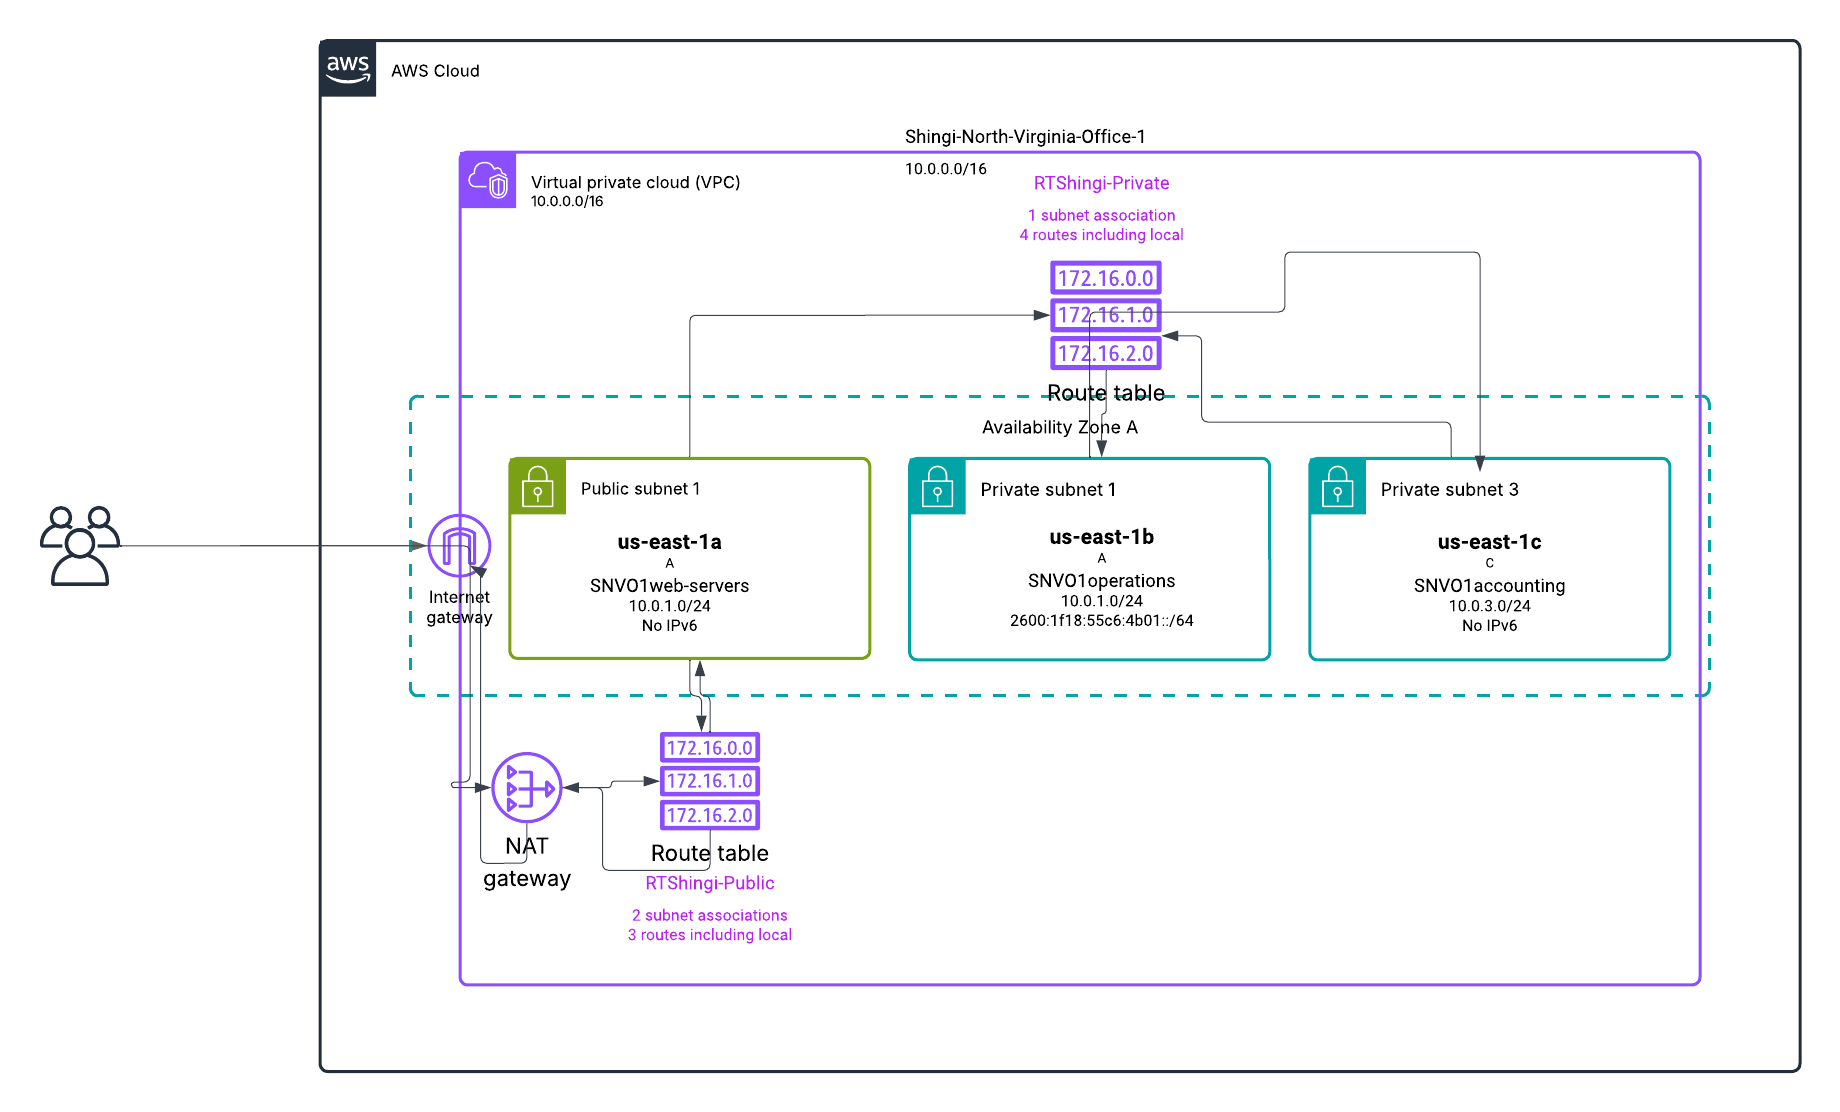 aws
AWS Cloud
Shingi-North-Virginia-Office-1
10.0.0.0/16
Virtual private cloud (VPC)
10.0.0.0/16
RTShingi-Private
1 subnet association
4 routes including local
172.16.0.0
172.16.1.0
172.16.2.0
Route table
Availability Zone A
Public subnet 1
us-east-1a
A
SNVO1web-servers
10.0.1.0/24
No IPv6
Private subnet 1
us-east-1b
A
SNVO1operations
10.0.1.0/24
2600:1f18:55c6:4b01::/64
Private subnet 3
us-east-1c
C
SNVO1accounting
10.0.3.0/24
No IPv6
Internet
gateway
NAT
gateway
172.16.0.0
172.16.1.0
172.16.2.0
Route table
RTShingi-Public
2 subnet associations
3 routes including local